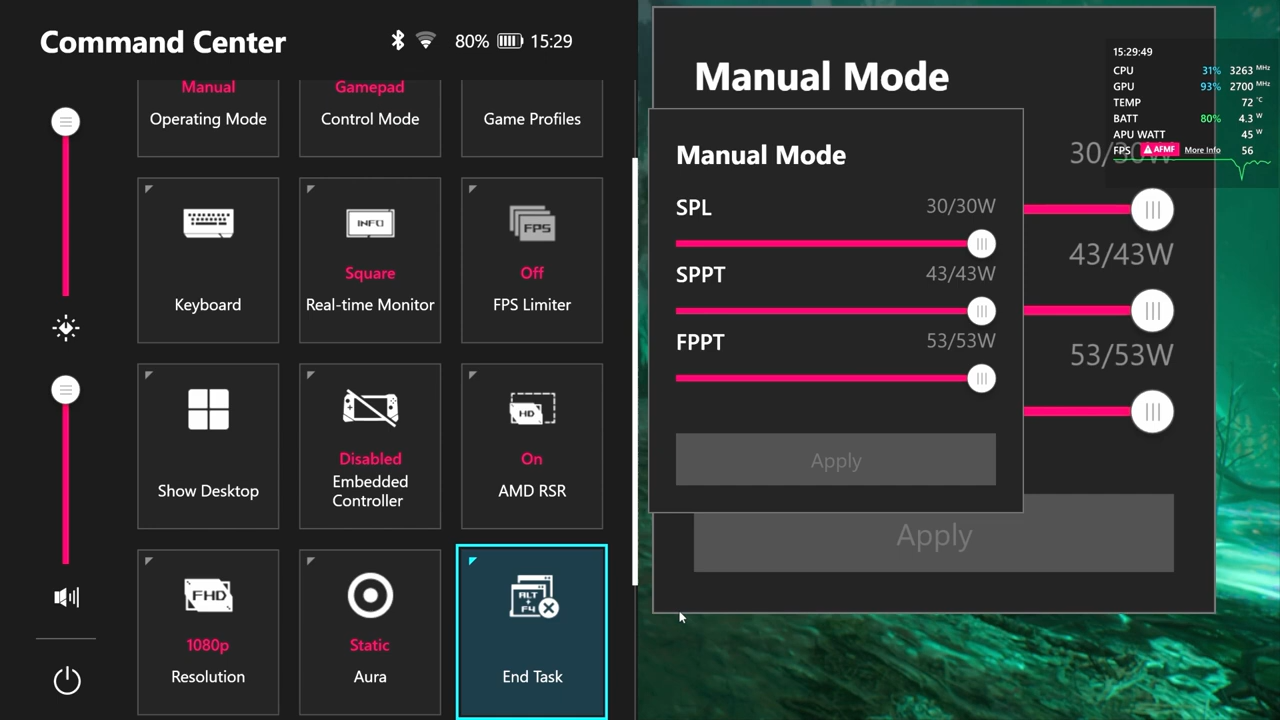 Command Center
80% 15:29
Manual
Operating Mode
Gamepad
Control Mode
Game Profiles
Keyboard
INFO
Square
Real-time Monitor
FPS
Off
FPS Limiter
Show Desktop
Disabled
Embedded
Controller
HD
On
AMD RSR
FHD
1080p
Resolution
Static
Aura
ALT
+
F4
End Task
Manual Mode
30/30W
43/43W
53/53W
Apply
Manual Mode
SPL 30/30W
SPPT 43/43W
FPPT 53/53W
Apply
15:29:49
CPU 31% 3263 MHz
GPU 93% 2700 MHz
TEMP 72 °C
BATT 80% 4.3 W
APU WATT 45 W
FPS AFMF More Info 56